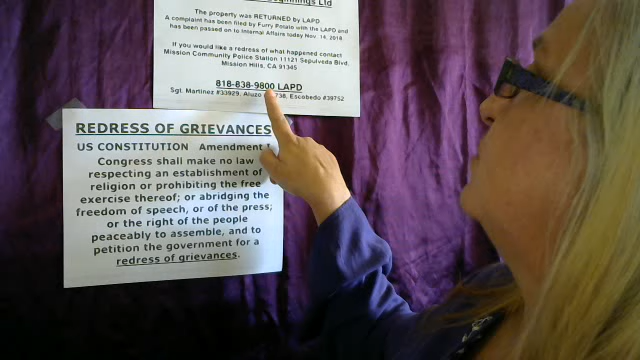 Beginnings Ltd
The property was RETURNED by LAPD
A complaint has been filed by Furry Potato with the LAPD and
has been passed on to Internal Affairs today Nov. 14, 2018.
If you would like a redress of what happened contact
Mission Community Police Station 11121 Sepulveda Blvd.
Mission Hills, CA 91345
818-838-9800 LAPD
Sgt. Martinez #33929, Aluzo Escobedo #39752
REDRESS OF GRIEVANCES
US CONSTITUTION Amendment
Congress shall make no law
respecting an establishment of
religion or prohibiting the free
exercise thereof; or abridging the
freedom of speech, or of the press;
or the right of the people
peaceably to assemble, and to
petition the government for a
redress of grievances.